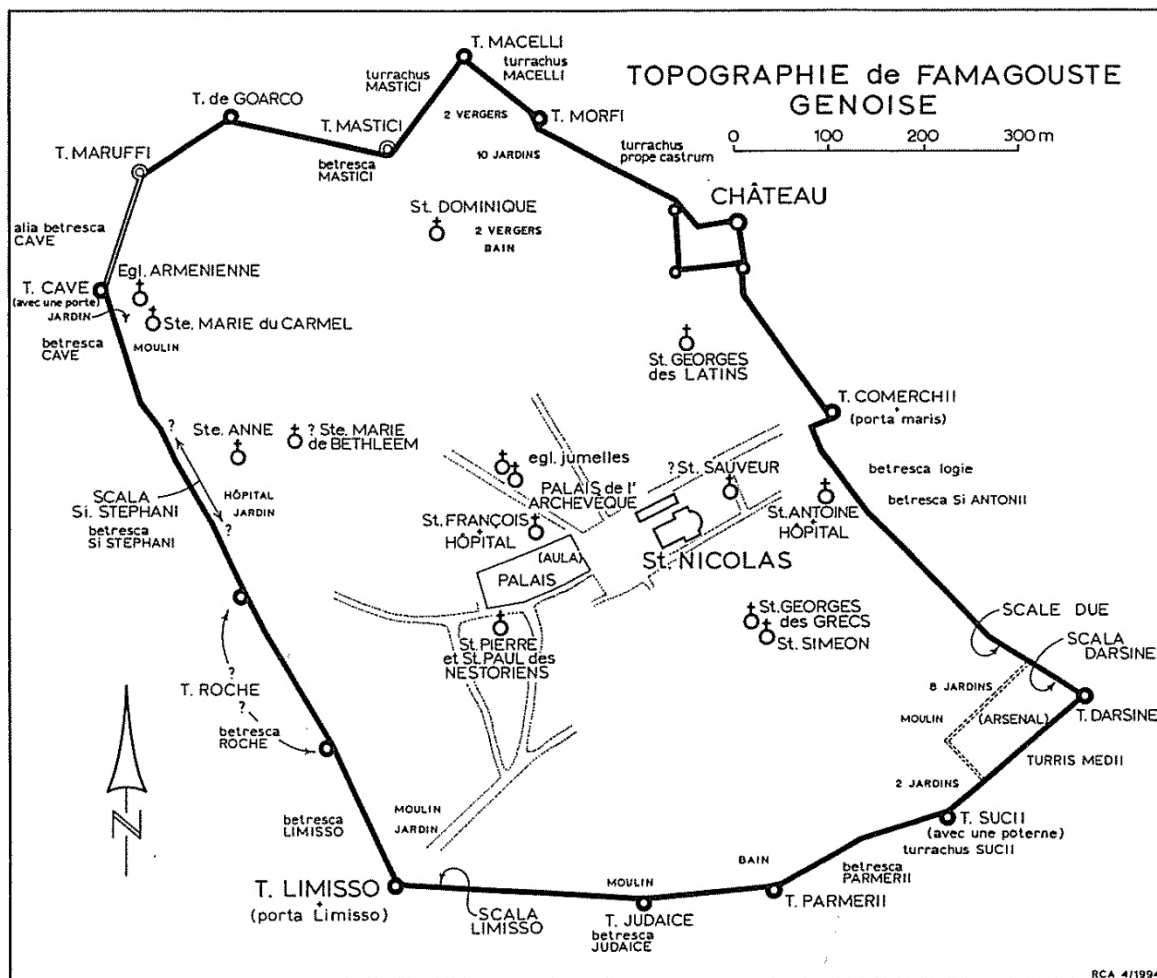 TOPOGRAPHIE de FAMAGOUSTE
GENOISE
0 100 200 300 m
T. MACELLI
turrachus
MACELLI
turrachus
MASTICI
2 VERGERS
T. MORFI
10 JARDINS
turrachus
prope castrum
T. de GOARCO
T. MASTICI
betresca
MASTICI
T. MARUFFI
CHÂTEAU
St. DOMINIQUE
2 VERGERS
BAIN
alia betresca
CAVE
Egl. ARMENIENNE
T. CAVE
(avec une porte)
JARDIN
Ste. MARIE du CARMEL
betresca
CAVE
MOULIN
St. GEORGES
des LATINS
T. COMERCHII
(porta maris)
?
Ste. ANNE
? Ste. MARIE
de BETHLEEM
egl. jumelles
? St. SAUVEUR
betresca logie
PALAIS de l'
ARCHEVEQUE
betresca Si ANTONII
SCALA
Si. STEPHANI
HÔPITAL
JARDIN
betresca
Si STEPHANI
?
St. FRANÇOIS
HÔPITAL
St. ANTOINE
HÔPITAL
(AULA)
PALAIS
St. NICOLAS
St. GEORGES
des GRECS
St. SIMEON
SCALE DUE
SCALA
DARSINE
St. PIERRE
et St. PAUL des
NESTORIENS
?
T. ROCHE
?
betresca
ROCHE
8 JARDINS
MOULIN
(ARSENAL)
T. DARSINE
TURRIS MEDII
2 JARDINS
N
betresca
LIMISSO
MOULIN
JARDIN
T. SUCII
(avec une poterne)
turrachus SUCII
BAIN
betresca
PARMERII
T. LIMISSO
(porta Limisso)
SCALA
LIMISSO
MOULIN
T. JUDAICE
betresca
JUDAICE
T. PARMERII
RCA 4/1994